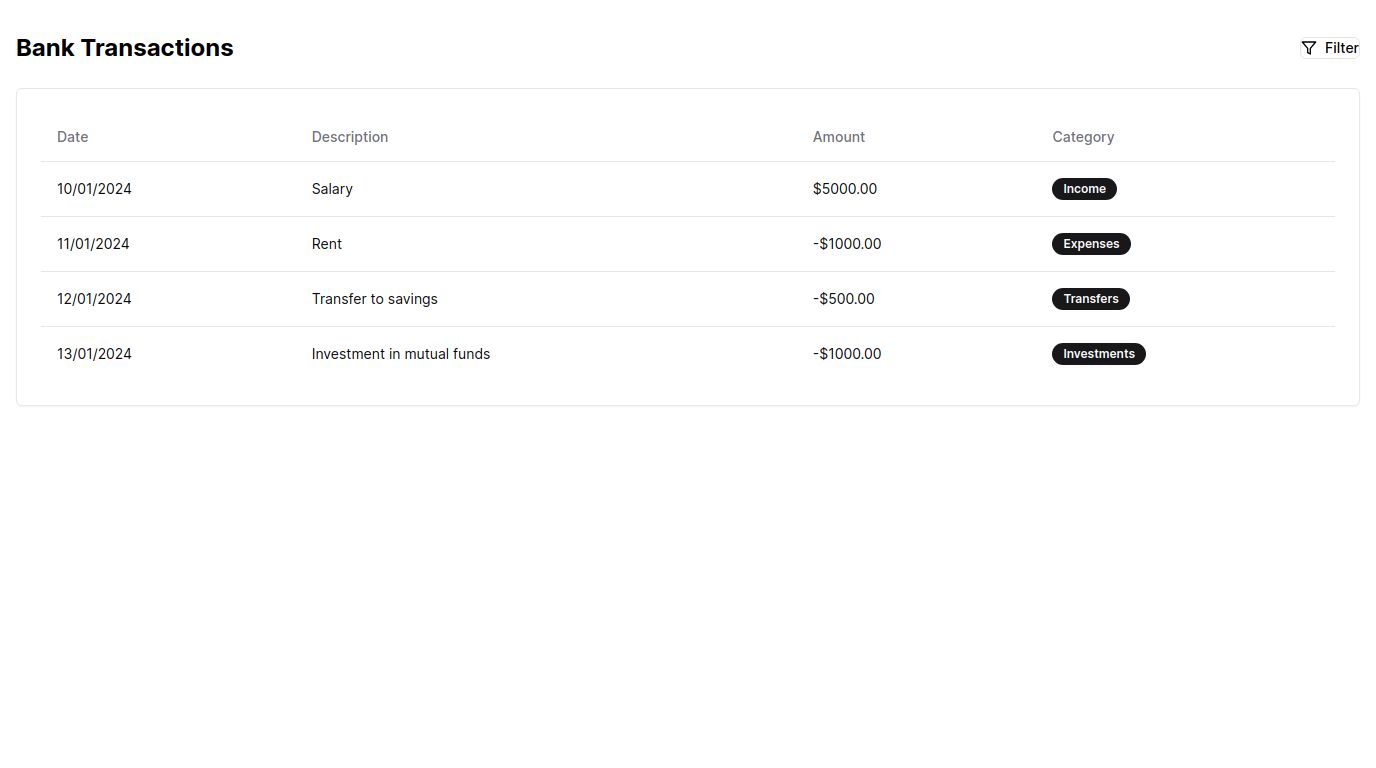 Bank Transactions
Filter
Date Description Amount Category
10/01/2024 Salary $5000.00 Income
11/01/2024 Rent -$1000.00 Expenses
12/01/2024 Transfer to savings -$500.00 Transfers
13/01/2024 Investment in mutual funds -$1000.00 Investments